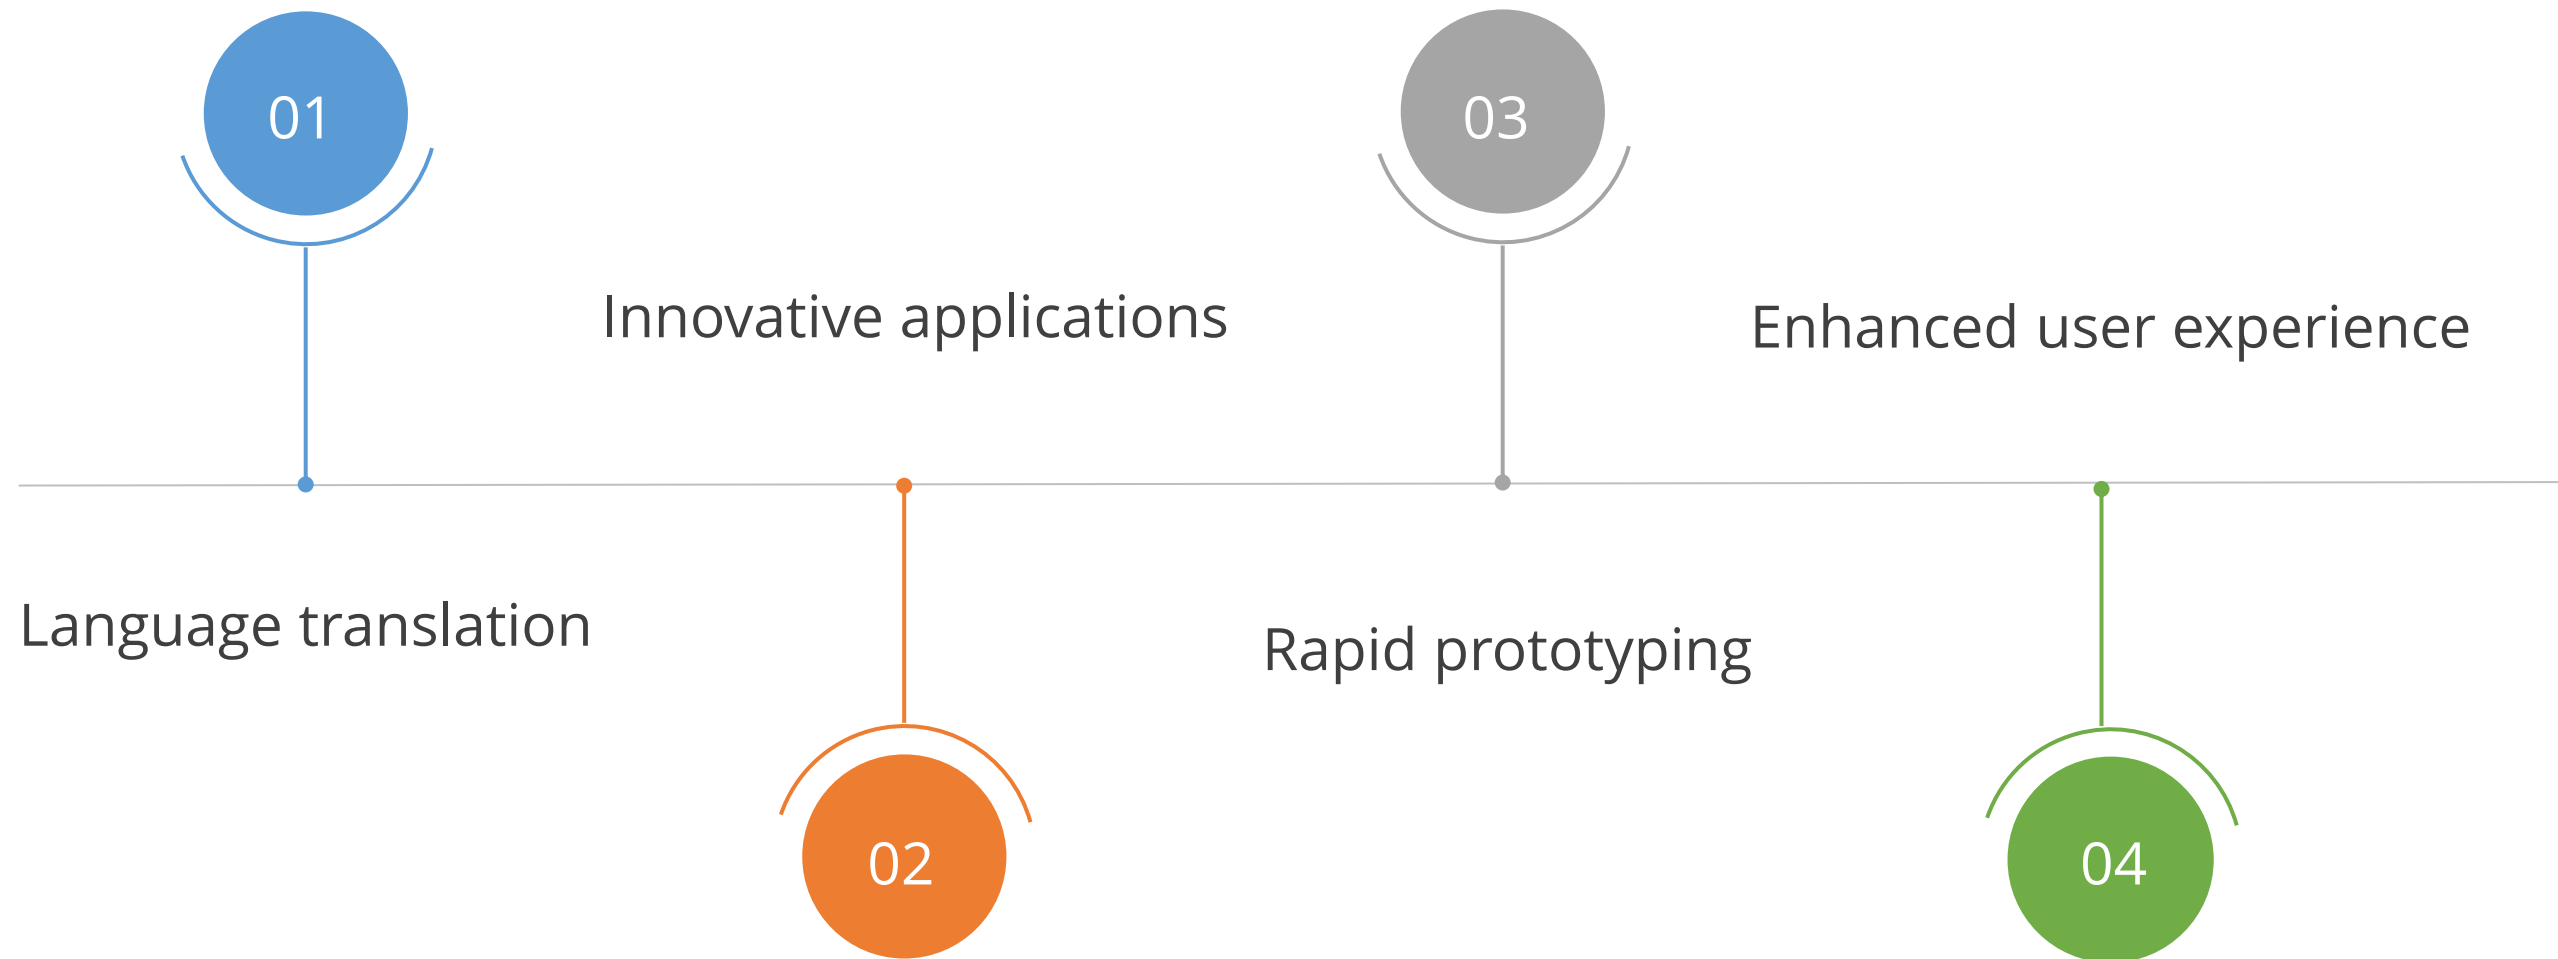 01
Language translation
02
Innovative applications
03
Rapid prototyping
04
Enhanced user experience